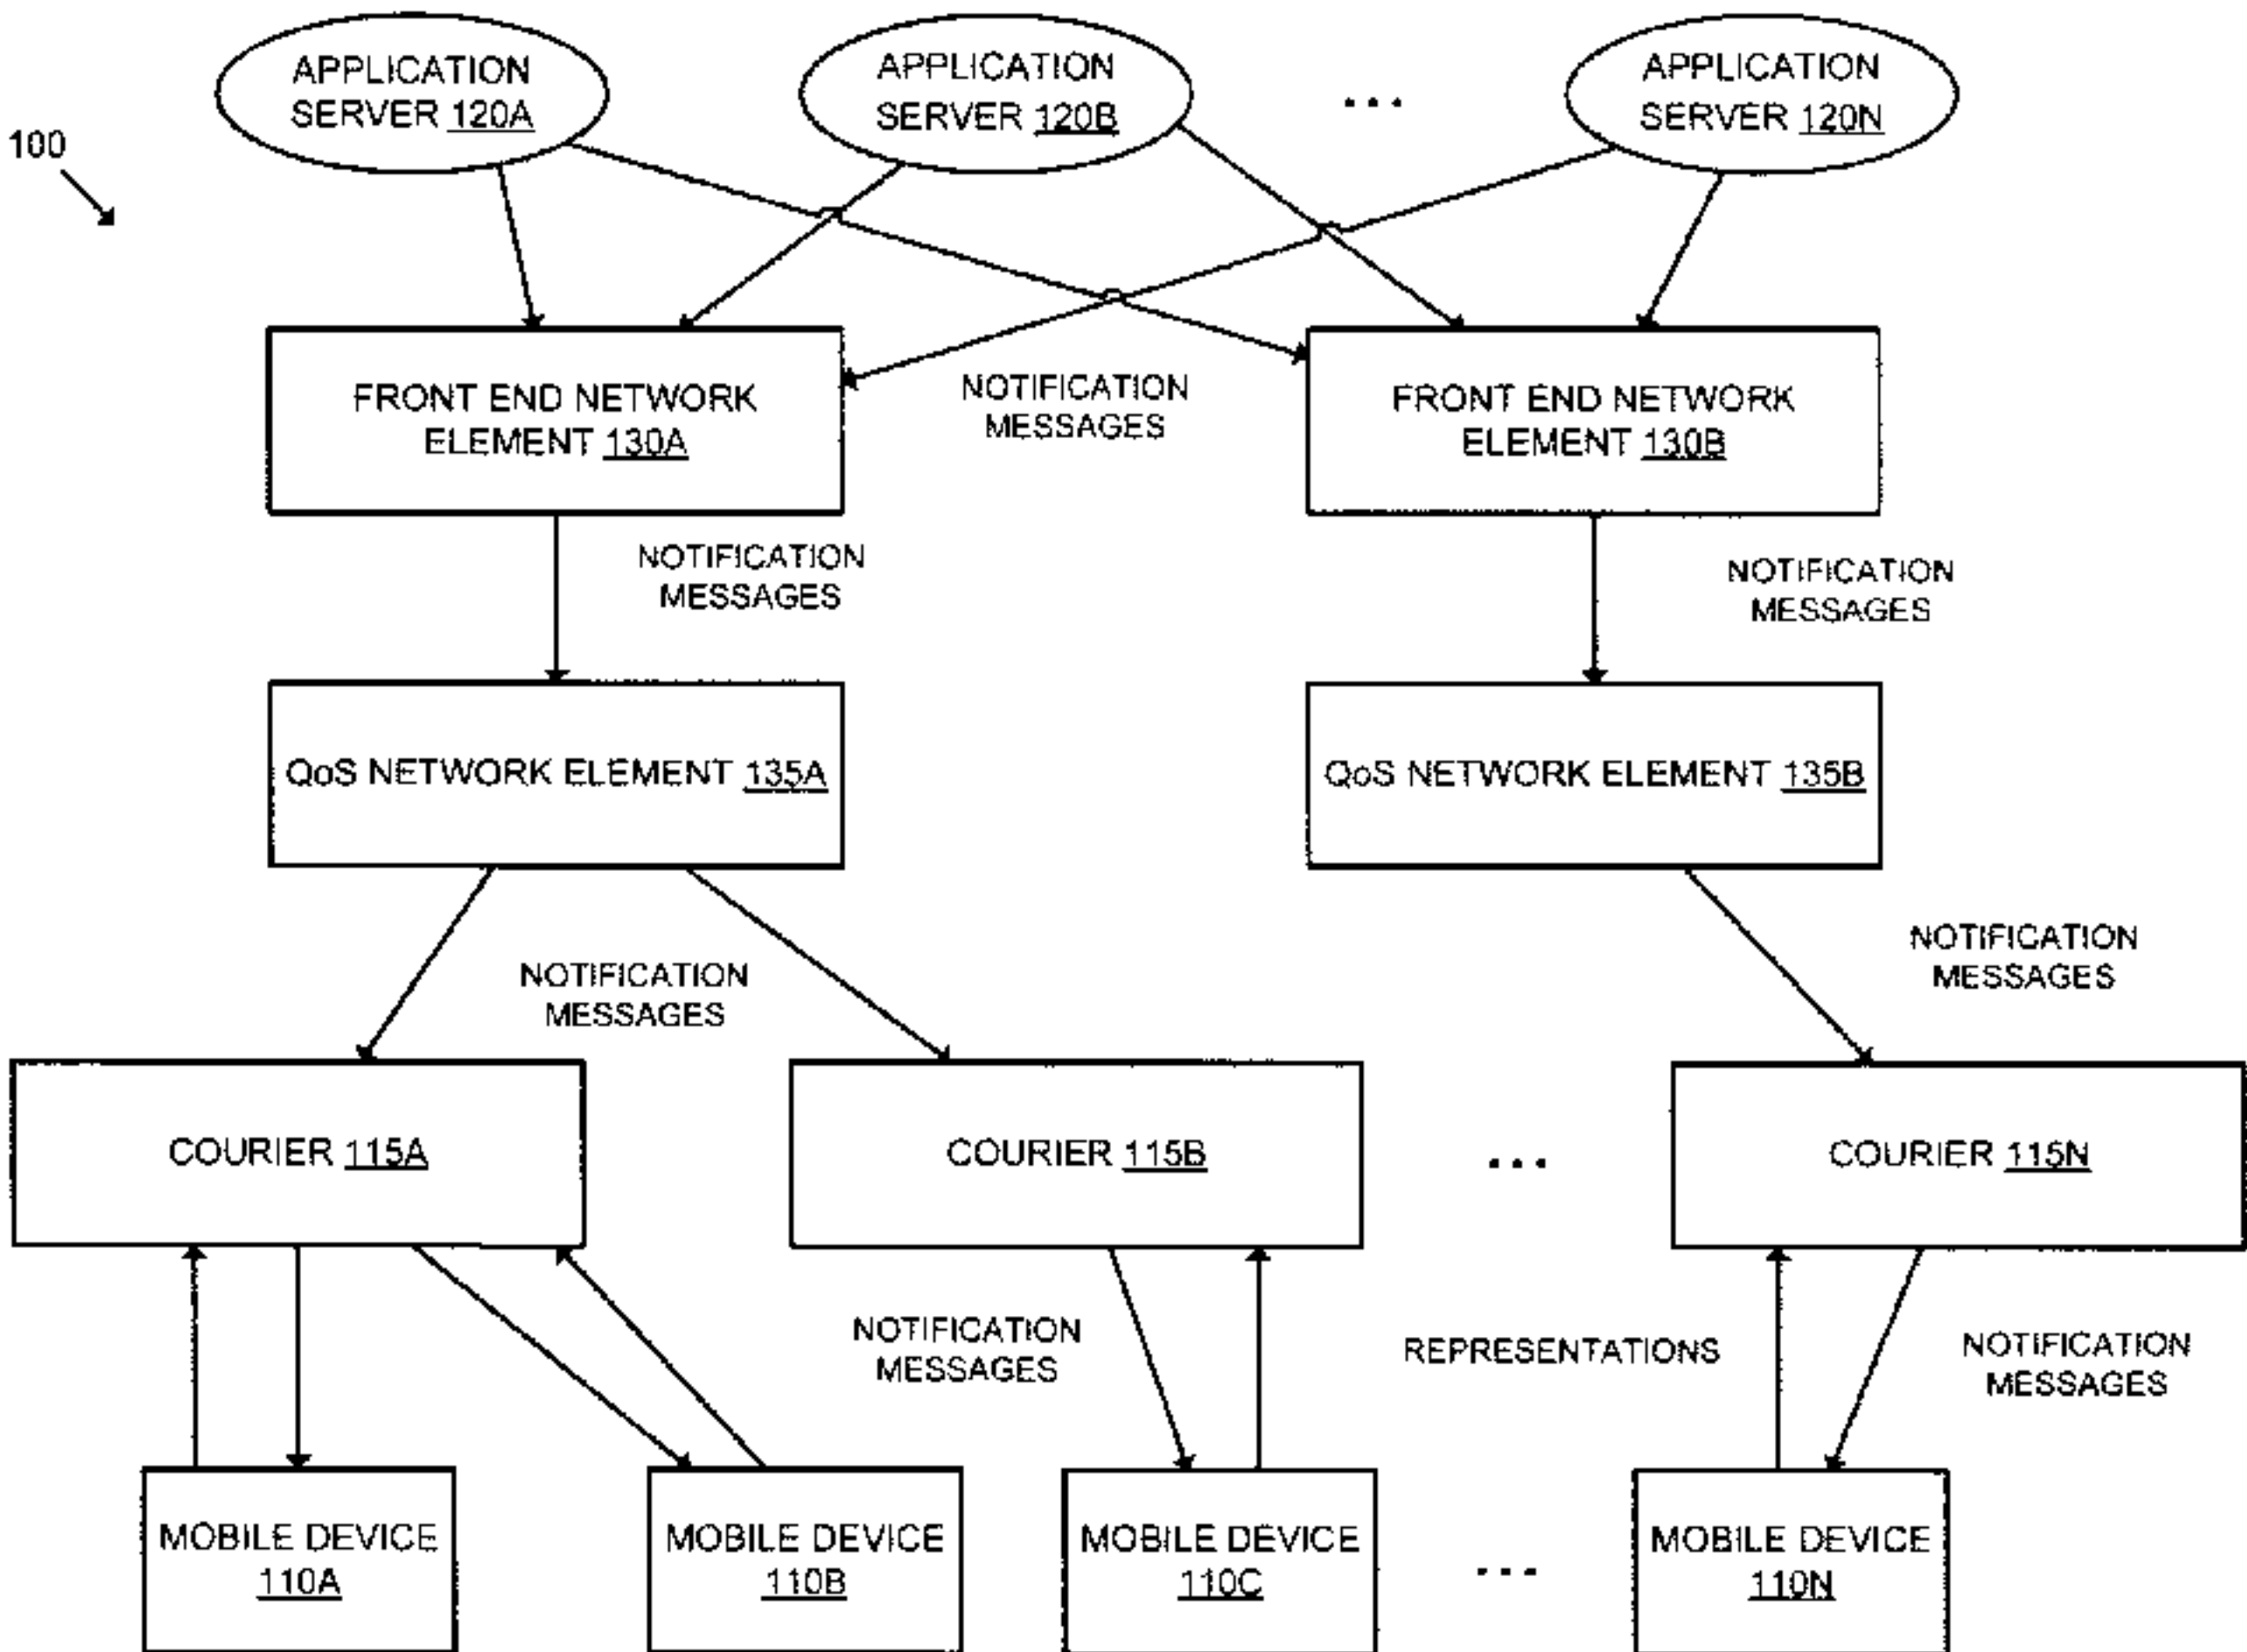 APPLICATION
SERVER 120A
APPLICATION
SERVER 120B
...
APPLICATION
SERVER 120N
100
FRONT END NETWORK
ELEMENT 130A
NOTIFICATION
MESSAGES
FRONT END NETWORK
ELEMENT 130B
NOTIFICATION
MESSAGES
NOTIFICATION
MESSAGES
QoS NETWORK ELEMENT 135A
QoS NETWORK ELEMENT 135B
NOTIFICATION
MESSAGES
NOTIFICATION
MESSAGES
COURIER 115A
COURIER 115B
...
COURIER 115N
NOTIFICATION
MESSAGES
REPRESENTATIONS
NOTIFICATION
MESSAGES
MOBILE DEVICE
110A
MOBILE DEVICE
110B
MOBILE DEVICE
110C
...
MOBILE DEVICE
110N